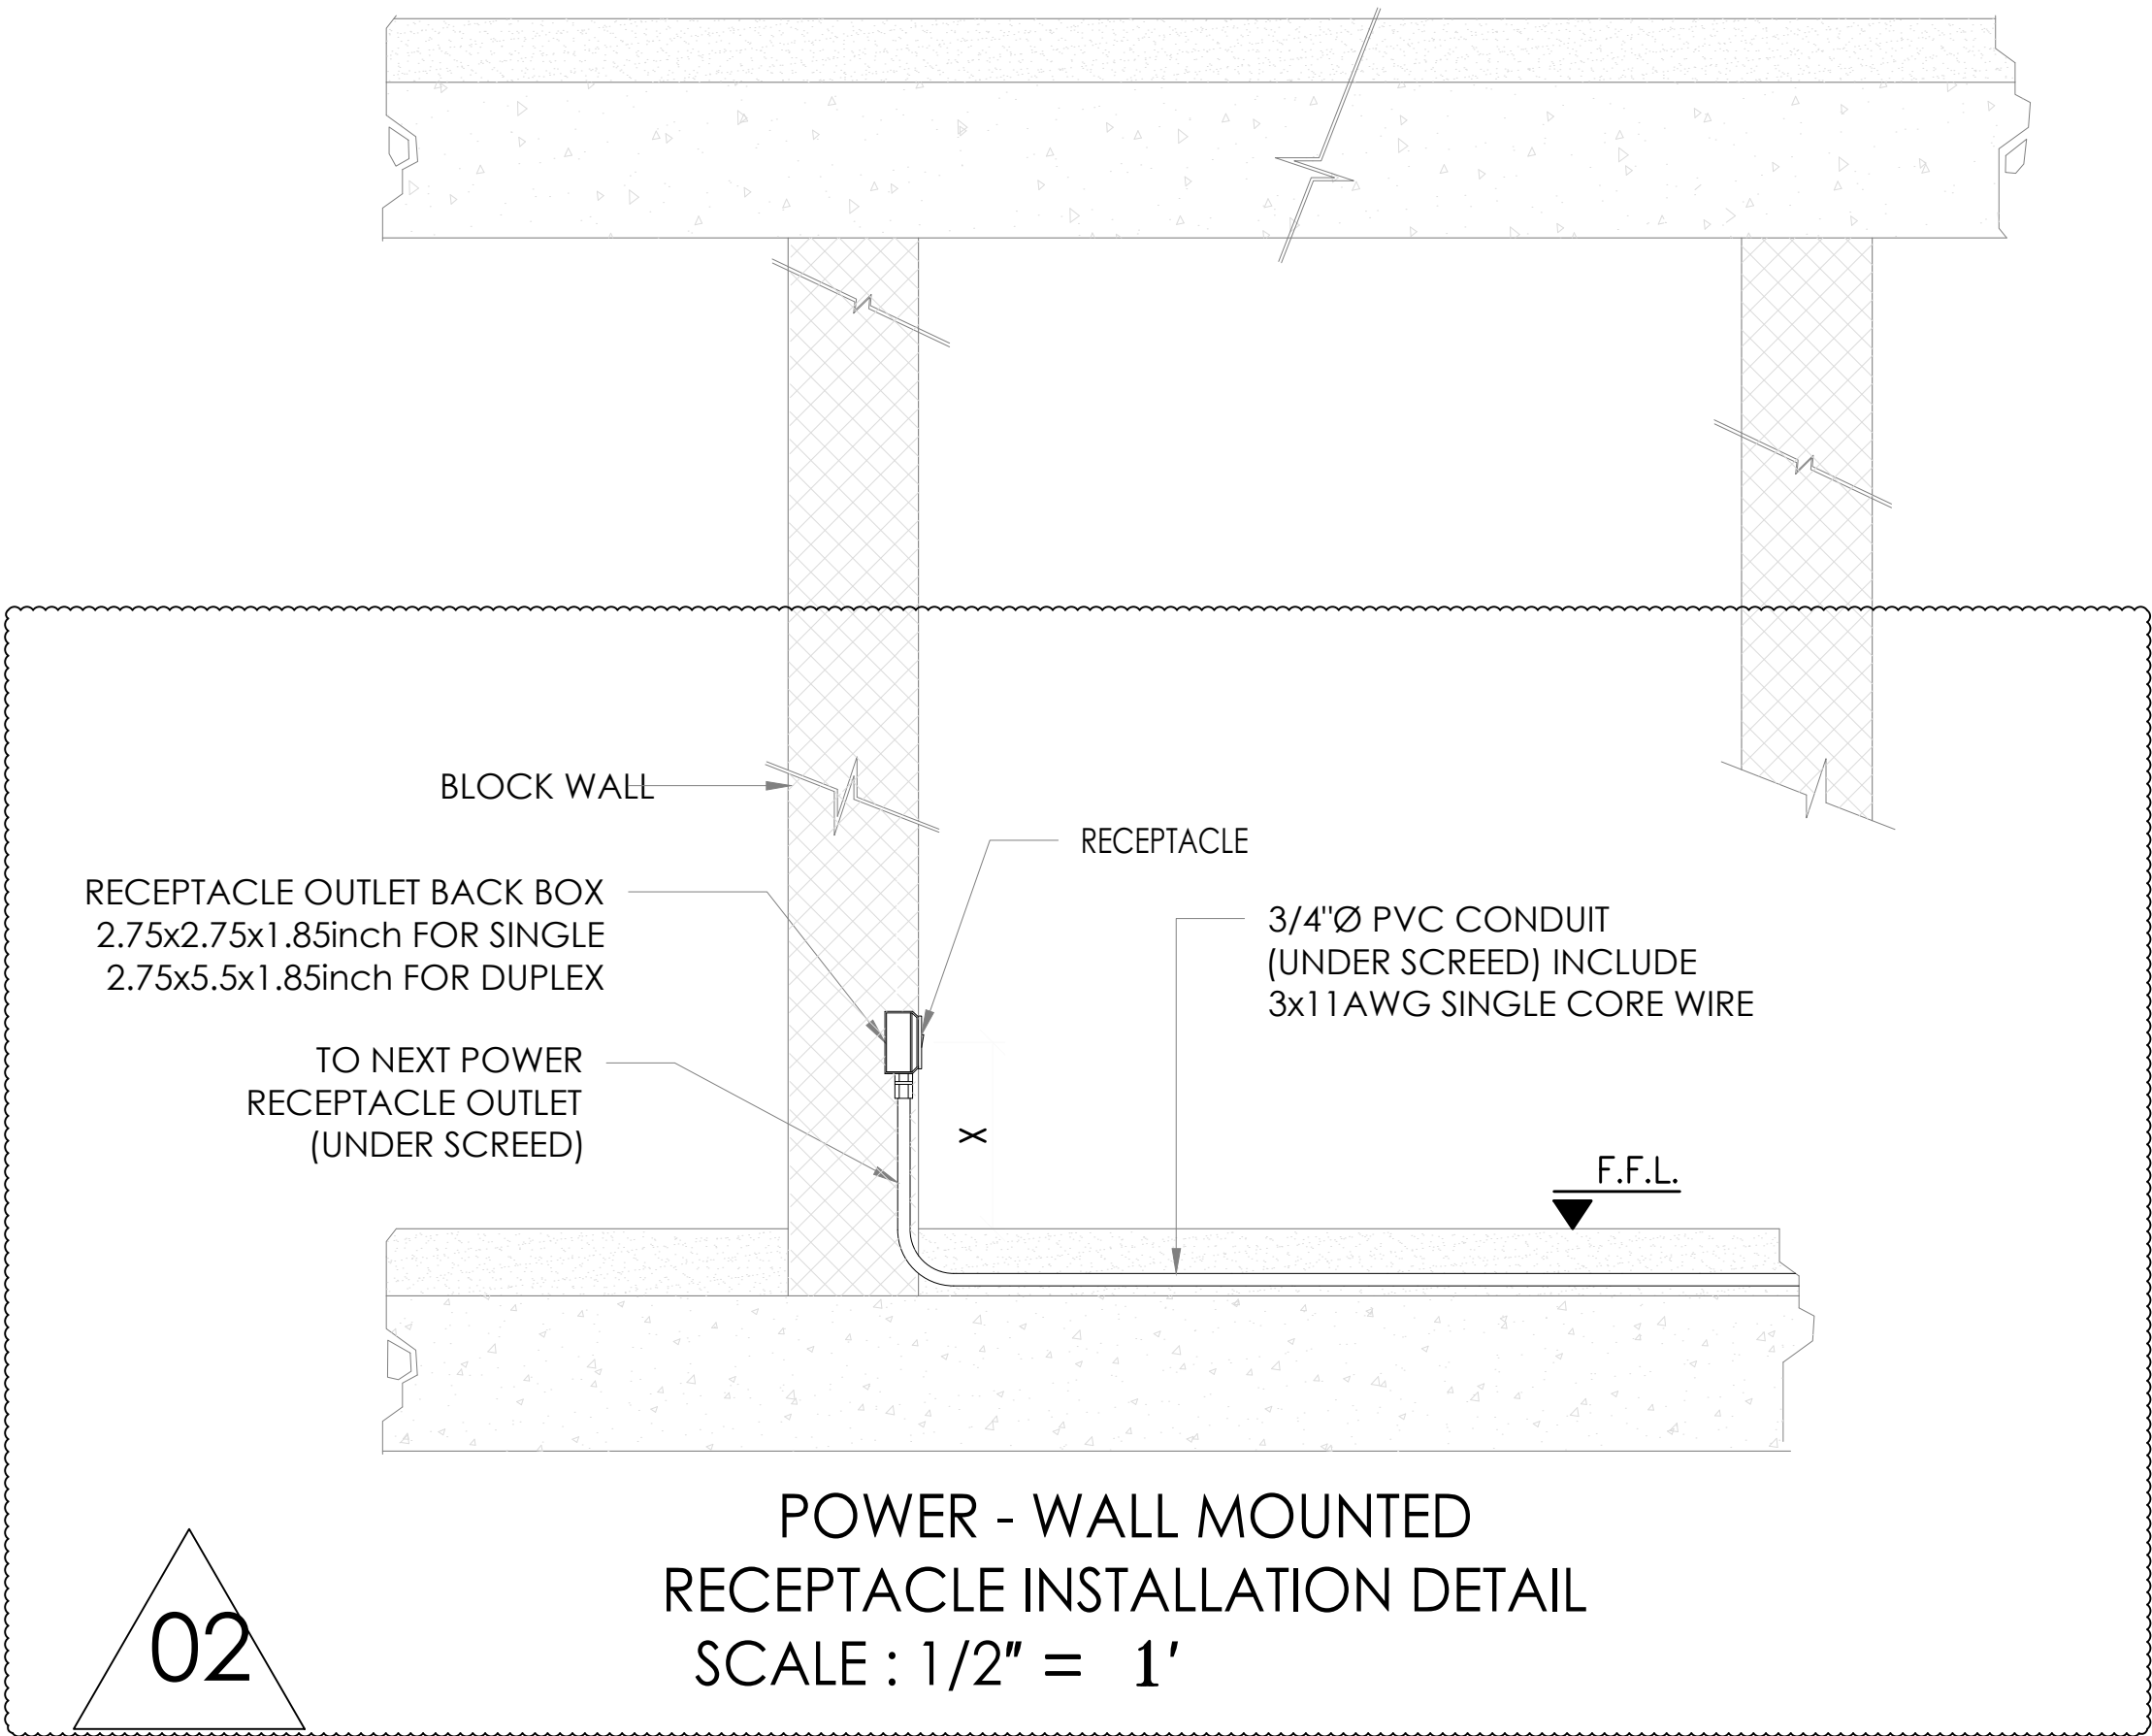 BLOCK WALL
RECEPTACLE
RECEPTACLE OUTLET BACK BOX
2.75x2.75x1.85inch FOR SINGLE
2.75x5.5x1.85inch FOR DUPLEX
3/4"Ø PVC CONDUIT
(UNDER SCREED) INCLUDE
3x11AWG SINGLE CORE WIRE
TO NEXT POWER
RECEPTACLE OUTLET
(UNDER SCREED)
X
F.F.L.
POWER - WALL MOUNTED
RECEPTACLE INSTALLATION DETAIL
SCALE : 1/2" = 1'
02